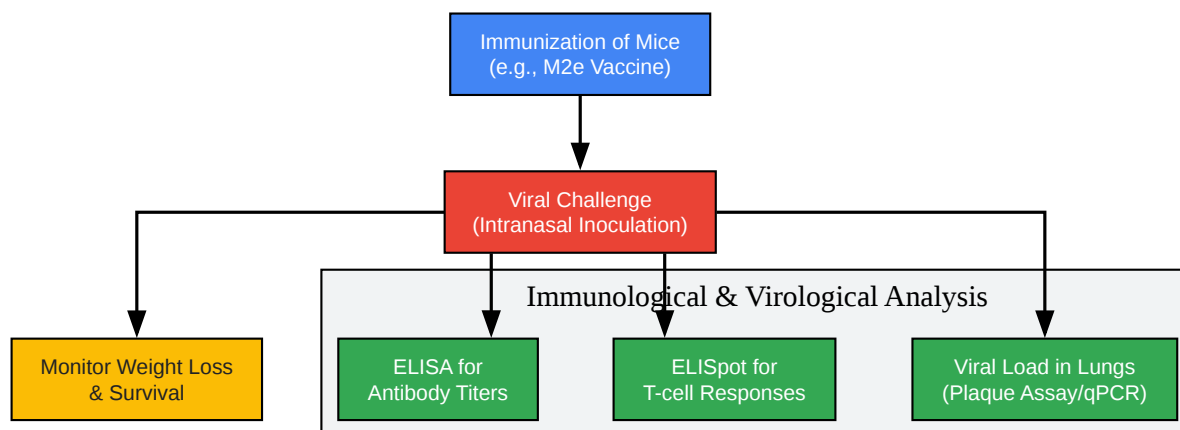 Immunization of Mice
(e.g., M2e Vaccine)
Viral Challenge
(Intranasal Inoculation)
Immunological & Virological Analysis
Monitor Weight Loss
& Survival
ELISA for
Antibody Titers
ELISpot for
T-cell Responses
Viral Load in Lungs
(Plaque Assay/qPCR)